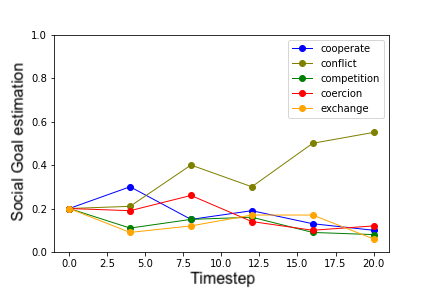 1.0
0.8
0.6
0.4
0.2
0.0
Social Goal estimation
cooperate
conflict
competition
coercion
exchange
0.0 2.5 5.0 7.5 10.0 12.5 15.0 17.5 20.0
Timestep